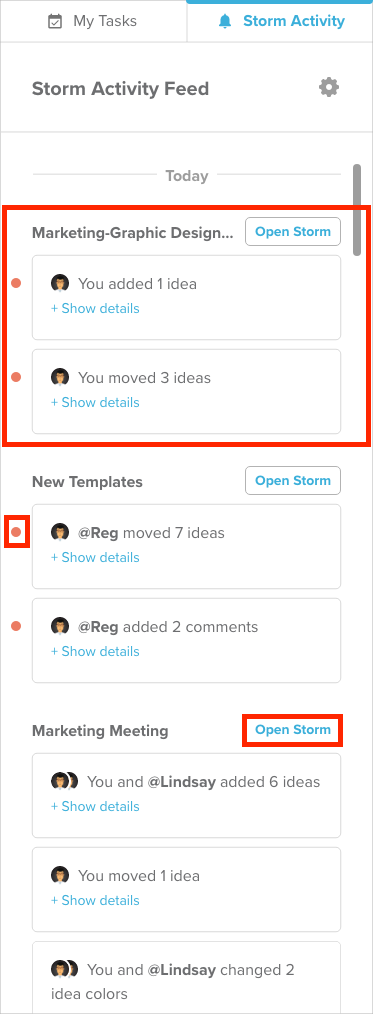 My Tasks
Storm Activity
Storm Activity Feed
Today
Marketing-Graphic Design...
Open Storm
You added 1 idea
+ Show details
You moved 3 ideas
+ Show details
New Templates
Open Storm
@Reg moved 7 ideas
+ Show details
@Reg added 2 comments
+ Show details
Marketing Meeting
Open Storm
You and @Lindsay added 6 ideas
+ Show details
You moved 1 idea
+ Show details
You and @Lindsay changed 2
idea colors